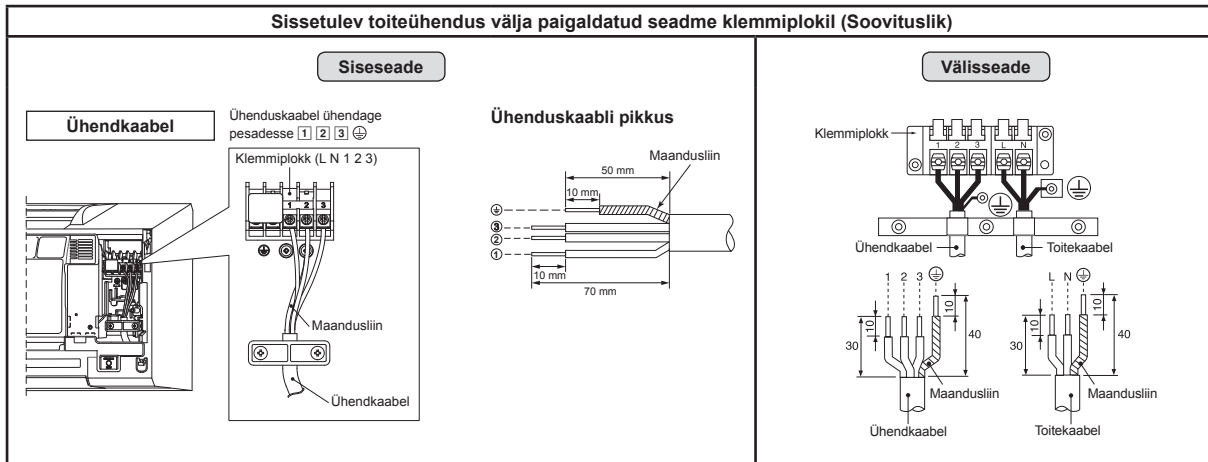 Sissetulev toiteühendus välja paigaldatud seadme klemmiplokil (Soovituslik)
Siseseade
Ühendkaabel
Ühenduskaabel ühendage
pesadesse 1 2 3 ⏚
Klemmiplokk (L N 1 2 3)
1 2 3
Maandusliin
Ühendkaabel
Ühenduskaabli pikkus
Maandusliin
50 mm
10 mm
⏚
③
②
①
10 mm
70 mm
Välisseade
Klemmiplokk
1 2 3 L N
Ühendkaabel
Toitekaabel
1 2 3 ⏚
10
10
30
40
Maandusliin
Ühendkaabel
L N ⏚
10
10
30
40
Maandusliin
Toitekaabel